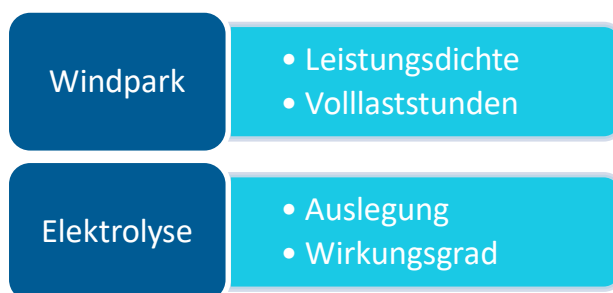 Windpark
• Leistungsdichte
• Volllaststunden
Elektrolyse
• Auslegung
• Wirkungsgrad